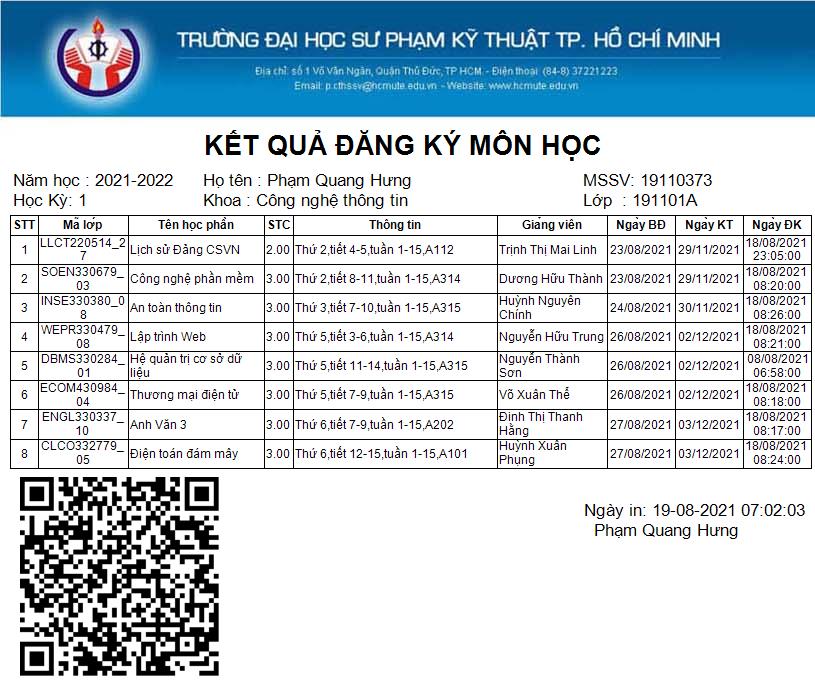 TRƯỜNG ĐẠI HỌC SƯ PHẠM KỸ THUẬT TP. HỒ CHÍ MINH
Địa chỉ: số 1 Võ Văn Ngân, Quận Thủ Đức, TP HCM. - Điện thoại: (84-8) 37221223
Email: p.cthssv@hcmute.edu.vn - Website: www.hcmute.edu.vn
KẾT QUẢ ĐĂNG KÝ MÔN HỌC
Năm học : 2021-2022 Họ tên : Phạm Quang Hưng MSSV: 19110373
Học Kỳ: 1 Khoa : Công nghệ thông tin Lớp : 191101A
STT Mã lớp Tên học phần STC Thông tin Giảng viên Ngày BĐ Ngày KT Ngày ĐK
1 LLCT220514_27 Lịch sử Đảng CSVN 2.00 Thứ 2,tiết 4-5,tuần 1-15,A112 Trịnh Thị Mai Linh 23/08/2021 29/11/2021 18/08/2021 23:05:00
2 SOEN330679_03 Công nghệ phần mềm 3.00 Thứ 2,tiết 8-11,tuần 1-15,A314 Dương Hữu Thành 23/08/2021 29/11/2021 18/08/2021 08:20:00
3 INSE330380_08 An toàn thông tin 3.00 Thứ 3,tiết 7-10,tuần 1-15,A315 Huỳnh Nguyên Chính 24/08/2021 30/11/2021 18/08/2021 08:26:00
4 WEPR330479_08 Lập trình Web 3.00 Thứ 5,tiết 3-6,tuần 1-15,A314 Nguyễn Hữu Trung 26/08/2021 02/12/2021 18/08/2021 08:21:00
5 DBMS330284_01 Hệ quản trị cơ sở dữ liệu 3.00 Thứ 5,tiết 11-14,tuần 1-15,A315 Nguyễn Thành Sơn 26/08/2021 02/12/2021 08/08/2021 06:58:00
6 ECOM430984_04 Thương mại điện tử 3.00 Thứ 5,tiết 7-9,tuần 1-15,A315 Võ Xuân Thể 26/08/2021 02/12/2021 18/08/2021 08:18:00
7 ENGL330337_10 Anh Văn 3 3.00 Thứ 6,tiết 7-9,tuần 1-15,A202 Đinh Thị Thanh Hằng 27/08/2021 03/12/2021 18/08/2021 08:17:00
8 CLCO332779_05 Điện toán đám mây 3.00 Thứ 6,tiết 12-15,tuần 1-15,A101 Huỳnh Xuân Phụng 27/08/2021 03/12/2021 18/08/2021 08:24:00
Ngày in: 19-08-2021 07:02:03
Phạm Quang Hưng